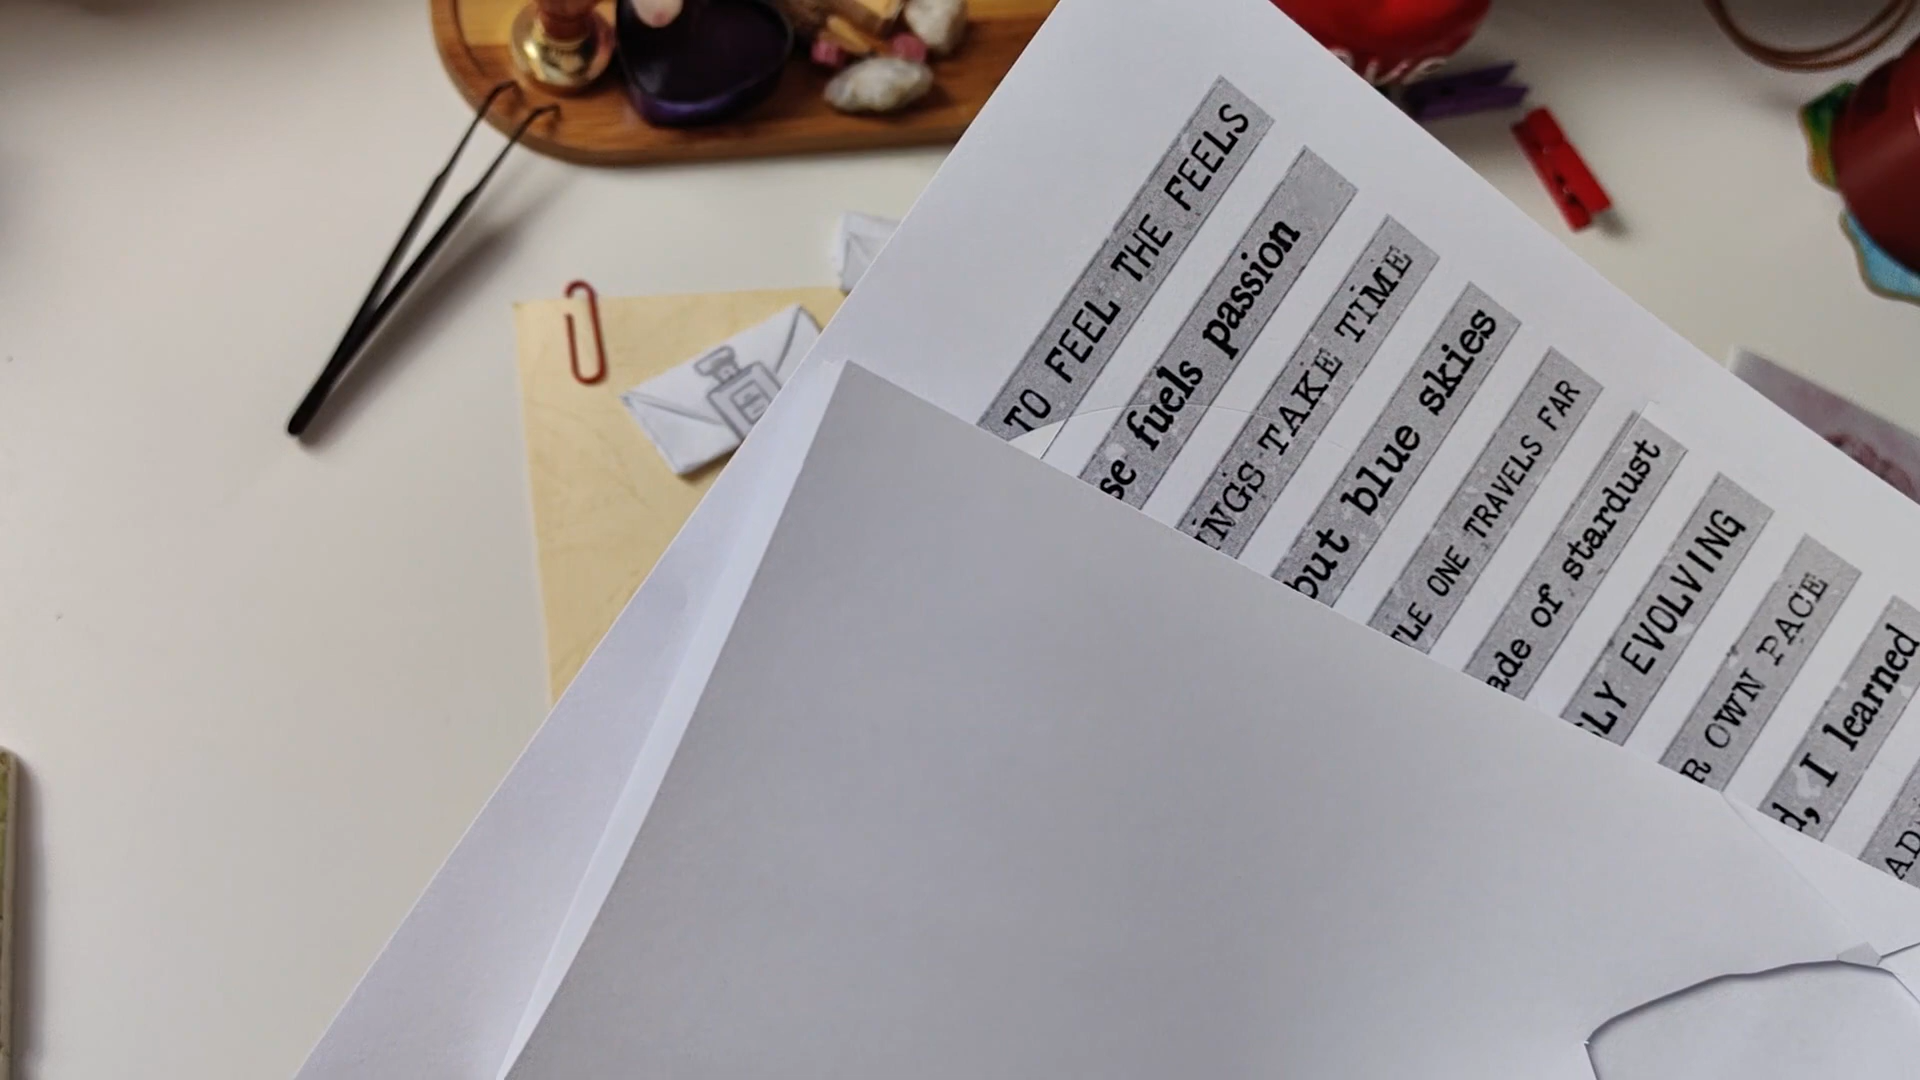 TO FEEL THE FEELS
se fuels passion
INGS TAKE TIME
but blue skies
TLE ONE TRAVELS FAR
ade of stardust
LY EVOLVING
R OWN PACE
d, I learned
AD